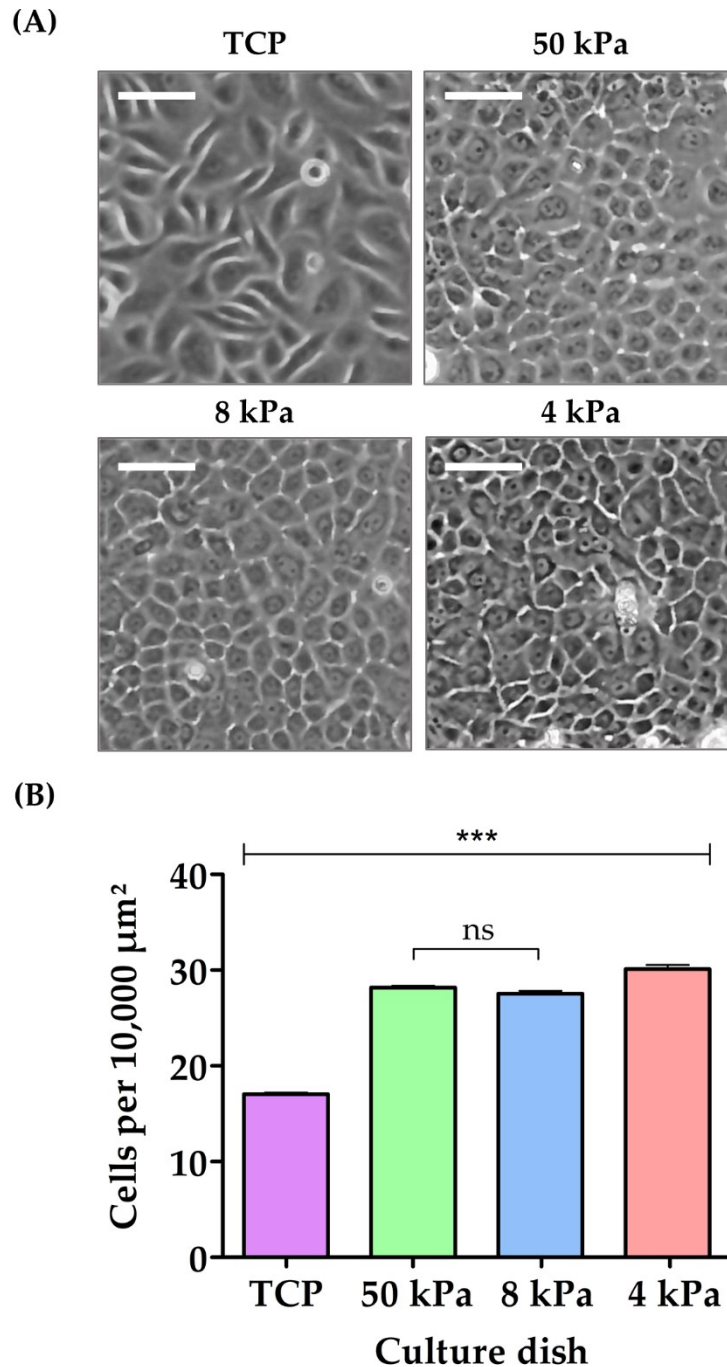 (A)
TCP 50 kPa
8 kPa 4 kPa
(B)
***
40
ns
30
20
10
0
Cells per 10,000 µm²
TCP 50 kPa 8 kPa 4 kPa
Culture dish